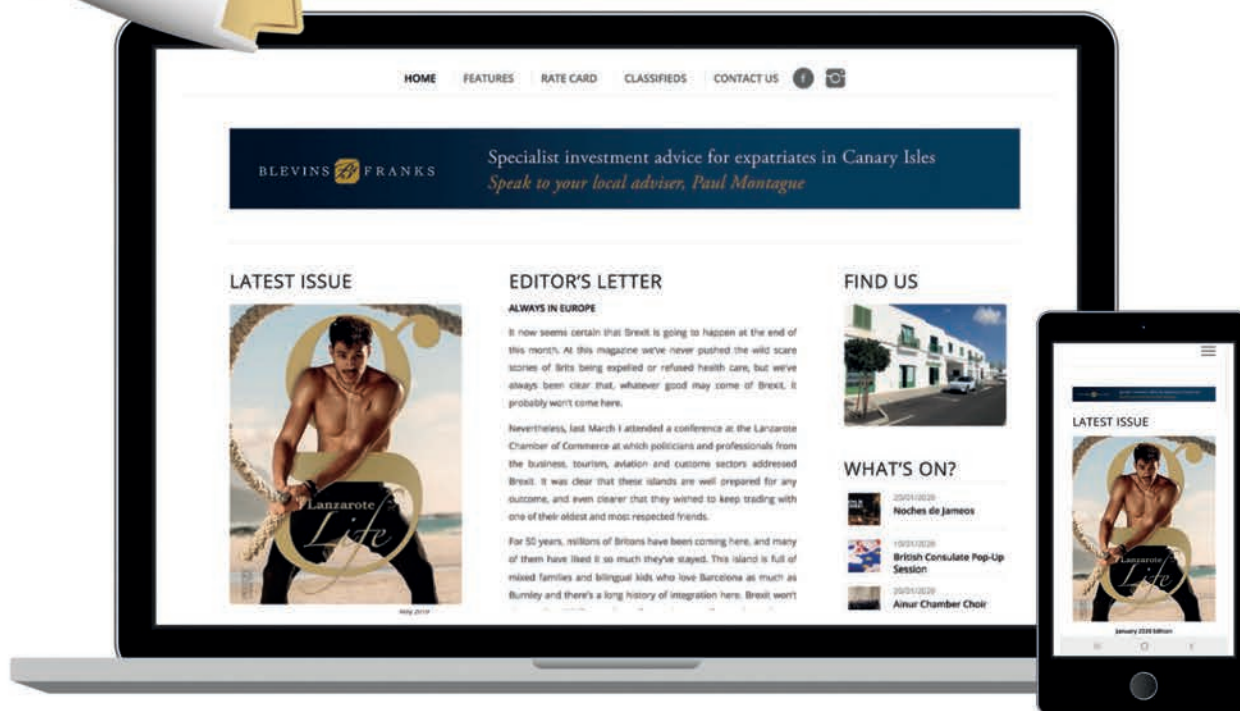 HOME FEATURES RATE CARD CLASSIFIEDS CONTACT US
BLEVINS FRANKS
Specialist investment advice for expatriates in Canary Isles
Speak to your local adviser, Paul Montague
LATEST ISSUE
Lanzarote
Life
May 2019
EDITOR'S LETTER
ALWAYS IN EUROPE
It now seems certain that Brexit is going to happen at the end of
this month. At this magazine we've never pushed the wild scare
stories of Brits being expelled or refused health care, but we've
always been clear that, whatever good may come of Brexit, it
probably won't come here.
Nevertheless, last March I attended a conference at the Lanzarote
Chamber of Commerce at which politicians and professionals from
the business, tourism, aviation and customs sectors addressed
Brexit. It was clear that these islands are well prepared for any
outcome, and even clearer that they wished to keep trading with
one of their oldest and most respected friends.
For 50 years, millions of Britons have been coming here, and many
of them have liked it so much they've stayed. This island is full of
mixed families and bilingual kids who love Barcelona as much as
Burnley and there's a long history of integration here. Brexit won't
FIND US
WHAT'S ON?
Noches de Jameos
British Consulate Pop-Up
Session
Ainur Chamber Choir
LATEST ISSUE
Lanzarote
Life
January 2020 Edition